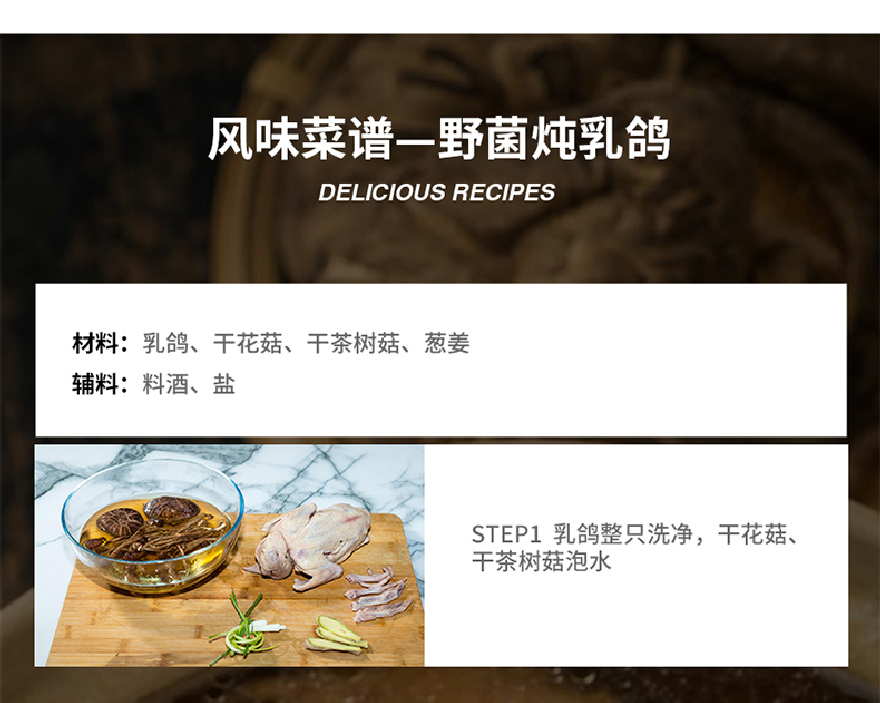 风味菜谱—野菌炖乳鸽
DELICIOUS RECIPES
材料：乳鸽、干花菇、干茶树菇、葱姜
辅料：料酒、盐
STEP1 乳鸽整只洗净，干花菇、
干茶树菇泡水